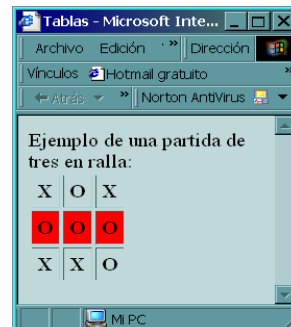 Tablas - Microsoft Inte...
Archivo Edición » Dirección
Vínculos Hotmail gratuito »
Atrás » Norton AntiVirus
Ejemplo de una partida de
tres en ralla:
X O X
O O O
X X O
Mi PC